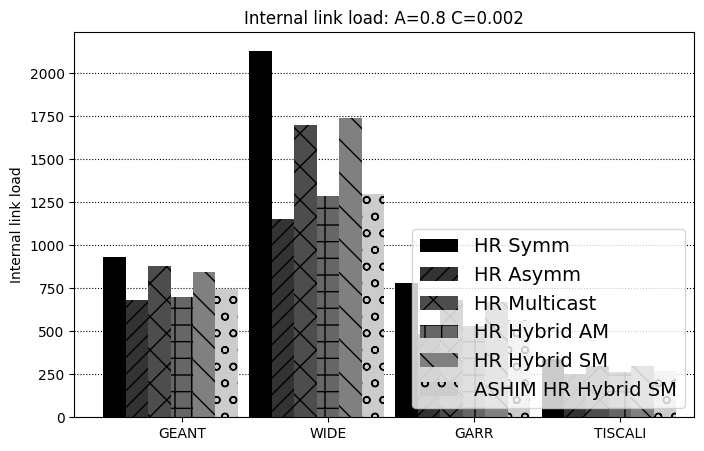 Internal link load: A=0.8 C=0.002
Internal link load
2000
1750
1500
1250
1000
750
500
250
0
HR Symm
HR Asymm
HR Multicast
HR Hybrid AM
HR Hybrid SM
ASHIM HR Hybrid SM
GEANT
WIDE
GARR
TISCALI